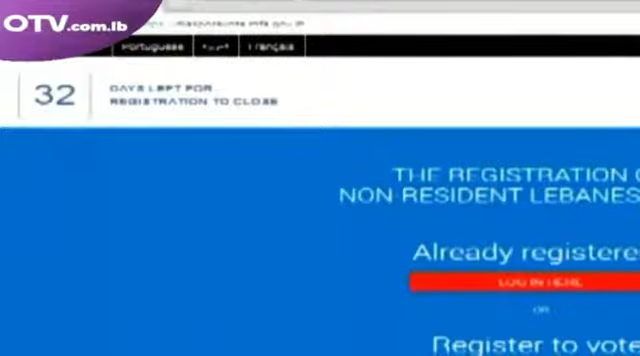 OTV.com.lb
Portuguese
Français
32
DAYS LEFT FOR
REGISTRATION TO CLOSE
THE REGISTRATION
NON-RESIDENT LEBANES
Already registere
LOG IN HERE
OR
Register to vote